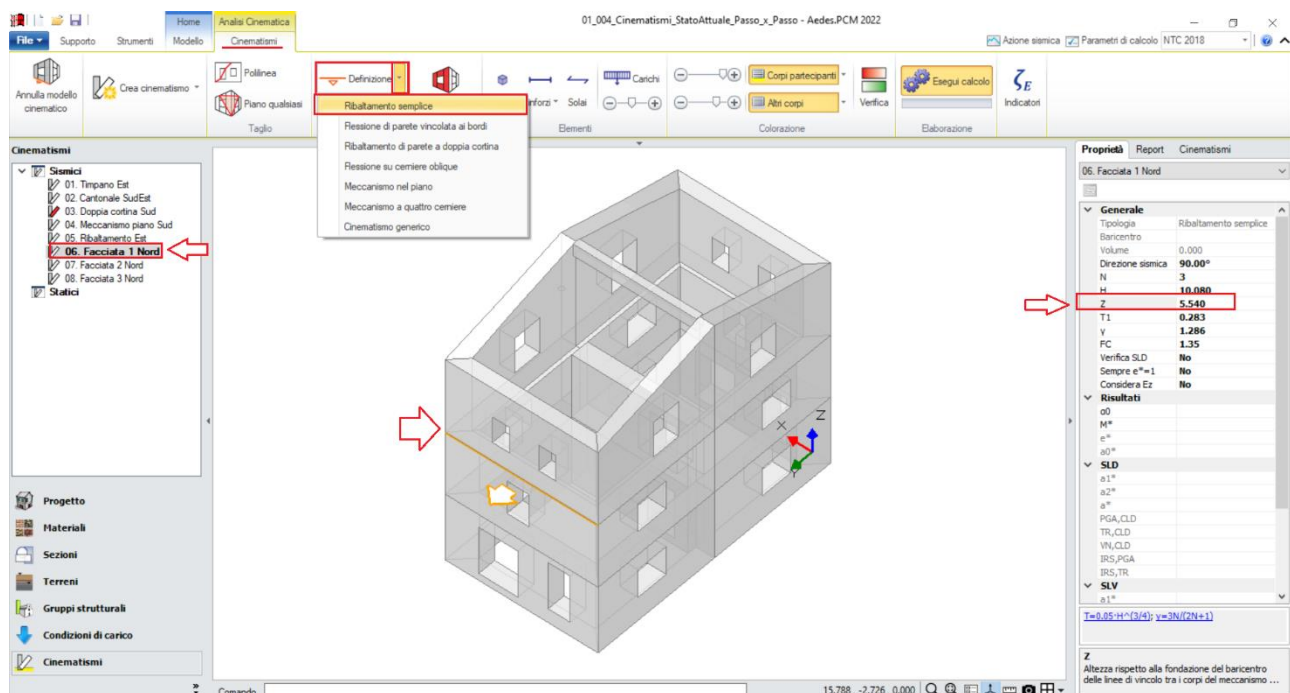 01_004_Cinematismi_StatoAttuale_Passo_x_Passo - Aedes.PCM 2022
Home
Analisi Cinematica
File
Supporto
Strumenti
Modello
Cinematismi
Azione sismica
Parametri di calcolo
NTC 2018
Annulla modello
cinematico
Crea cinematismo
Polilinea
Piano qualsiasi
Taglio
Definizione
Ribaltamento semplice
Flessione di parete vincolata ai bordi
Ribaltamento di parete a doppia cortina
Flessione su cerniere oblique
Meccanismo nel piano
Meccanismo a quattro cerniere
Cinematismo generico
Solai
Carichi
Elementi
Corpi partecipanti
Altri corpi
Verifica
Colorazione
Esegui calcolo
Elaborazione
ζE
Indicatori
Cinematismi
Sismici
01. Timpano Est
02. Cantonale SudEst
03. Doppia cortina Sud
04. Meccanismo piano Sud
05. Ribaltamento Est
06. Facciata 1 Nord
07. Facciata 2 Nord
08. Facciata 3 Nord
Statici
Progetto
Materiali
Sezioni
Terreni
Gruppi strutturali
Condizioni di carico
Cinematismi
X
Y
Z
Comando
15.788 -2.726 0.000
Proprietà Report Cinematismi
06. Facciata 1 Nord
Generale
Tipologia Ribaltamento semplice
Baricentro
Volume 0.000
Direzione sismica 90.00°
N 3
H 10.080
Z 5.540
T1 0.283
γ 1.286
FC 1.35
Verifica SLD No
Sempre e*=1 No
Considera Ez No
Risultati
α0
M*
e*
a0*
SLD
a1*
a2*
a*
PGA,CLD
TR,CLD
VN,CLD
IRS,PGA
IRS,TR
SLV
a1*
T=0.05·H^(3/4); γ=3N/(2N+1)
Z
Altezza rispetto alla fondazione del baricentro
delle linee di vincolo tra i corpi del meccanismo ...